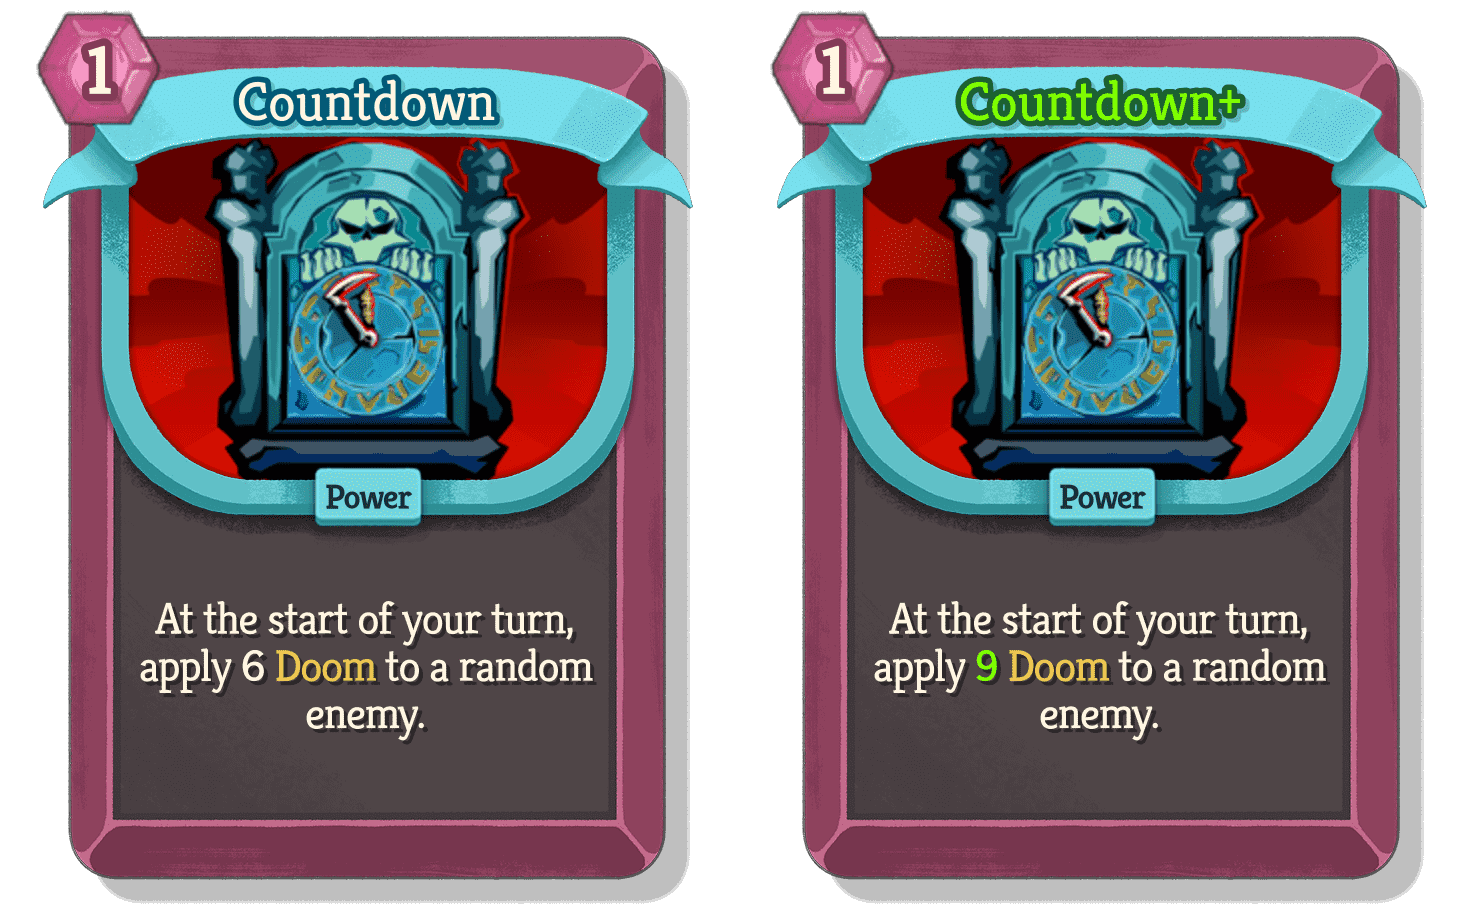 1
Countdown
Power
At the start of your turn,
apply 6 Doom to a random
enemy.
1
Countdown+
Power
At the start of your turn,
apply 9 Doom to a random
enemy.